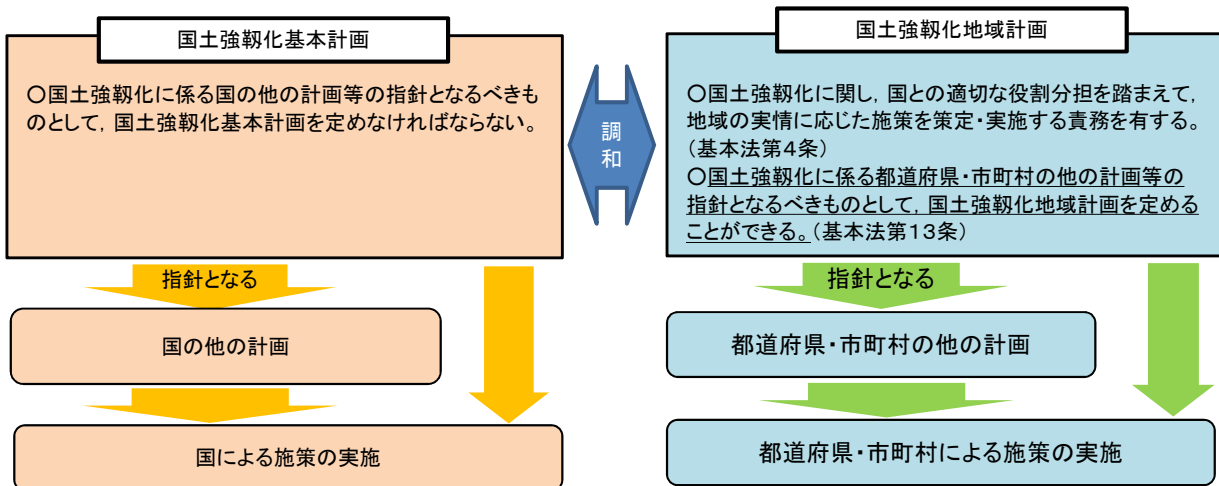 国土強靱化基本計画
〇国土強靱化に係る国の他の計画等の指針となるべきも
のとして，国土強靱化基本計画を定めなければならない。
調
和
国土強靱化地域計画
〇国土強靱化に関し，国との適切な役割分担を踏まえて，
地域の実情に応じた施策を策定・実施する責務を有する。
（基本法第４条）
〇国土強靱化に係る都道府県・市町村の他の計画等の
指針となるべきものとして，国土強靱化地域計画を定める
ことができる。（基本法第１３条）
指針となる
国の他の計画
国による施策の実施
指針となる
都道府県・市町村の他の計画
都道府県・市町村による施策の実施